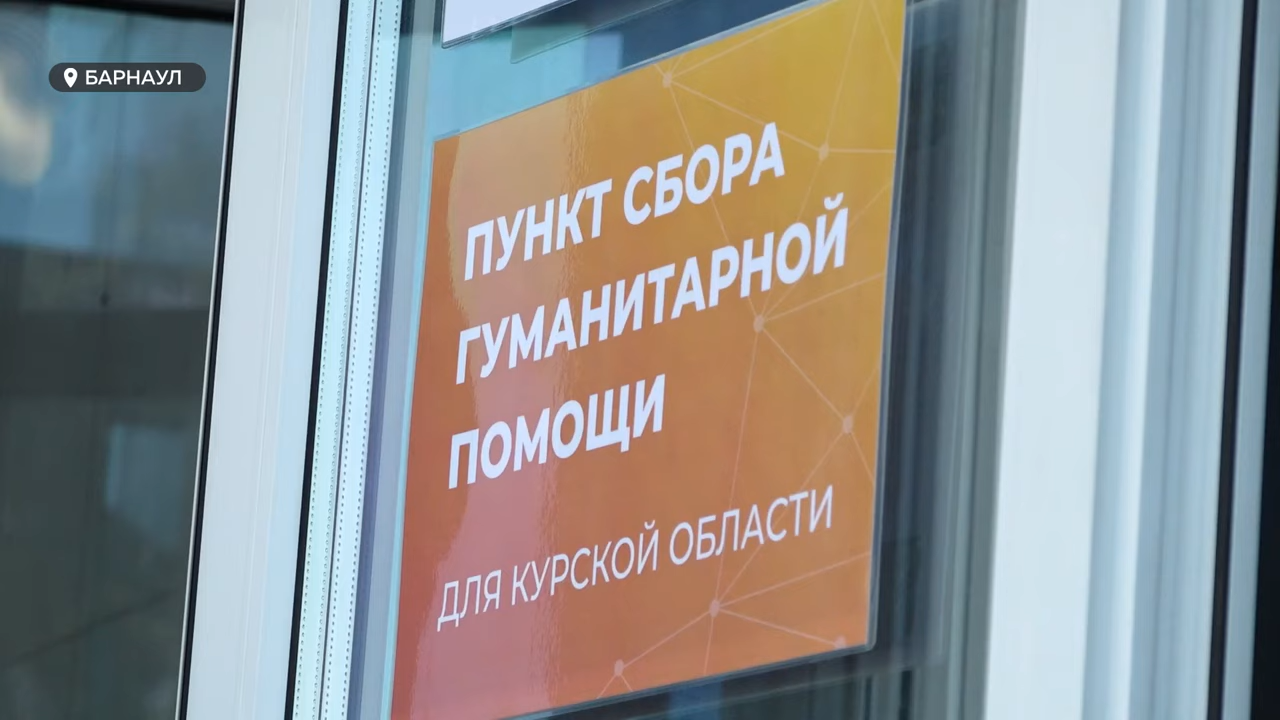 БАРНАУЛ
ПУНКТ СБОРА
ГУМАНИТАРНОЙ
ПОМОЩИ
ДЛЯ КУРСКОЙ ОБЛАСТИ